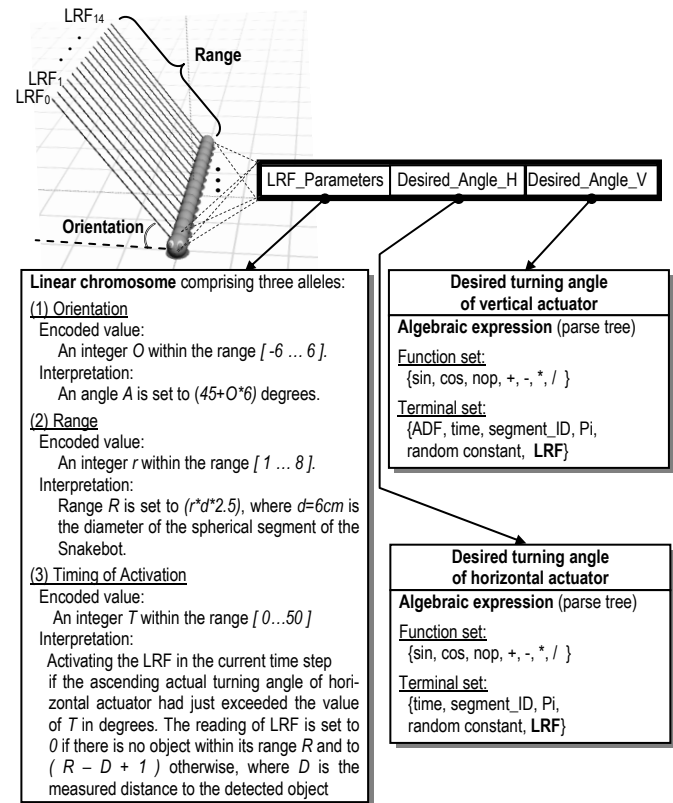 LRF14
LRF1
LRF0
Range
Orientation
LRF_Parameters Desired_Angle_H Desired_Angle_V
Linear chromosome comprising three alleles:
(1) Orientation
Encoded value:
An integer O within the range [ -6 … 6 ].
Interpretation:
An angle A is set to (45+O*6) degrees.
(2) Range
Encoded value:
An integer r within the range [ 1 … 8 ].
Interpretation:
Range R is set to (r*d*2.5), where d=6cm is
the diameter of the spherical segment of the
Snakebot.
(3) Timing of Activation
Encoded value:
An integer T within the range [ 0…50 ]
Interpretation:
Activating the LRF in the current time step
if the ascending actual turning angle of hori-
zontal actuator had just exceeded the value
of T in degrees. The reading of LRF is set to
0 if there is no object within its range R and to
( R – D + 1 ) otherwise, where D is the
measured distance to the detected object
Desired turning angle
of vertical actuator
Algebraic expression (parse tree)
Function set:
{sin, cos, nop, +, -, *, / }
Terminal set:
{ADF, time, segment_ID, Pi,
random constant, LRF}
Desired turning angle
of horizontal actuator
Algebraic expression (parse tree)
Function set:
{sin, cos, nop, +, -, *, / }
Terminal set:
{time, segment_ID, Pi,
random constant, LRF}